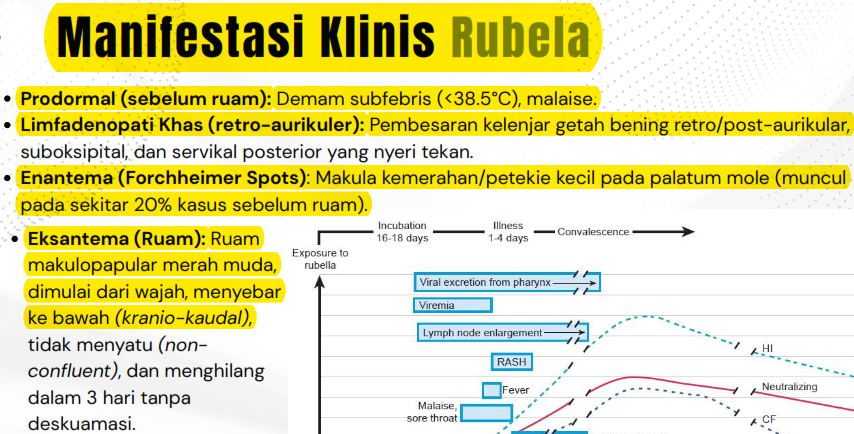 Manifestasi Klinis Rubela
• Prodormal (sebelum ruam): Demam subfebris (<38.5°C), malaise.
• Limfadenopati Khas (retro-aurikuler): Pembesaran kelenjar getah bening retro/post-aurikular,
suboksipital, dan servikal posterior yang nyeri tekan.
• Enantema (Forchheimer Spots): Makula kemerahan/petekie kecil pada palatum mole (muncul
pada sekitar 20% kasus sebelum ruam).
• Eksantema (Ruam): Ruam
makulopapular merah muda,
dimulai dari wajah, menyebar
ke bawah (kranio-kaudal),
tidak menyatu (non-
confluent), dan menghilang
dalam 3 hari tanpa
deskuamasi.
Incubation
16-18 days
Illness
1-4 days
Convalescence
Exposure to
rubella
Viral excretion from pharynx
Viremia
Lymph node enlargement
RASH
Fever
Malaise,
sore throat
HI
Neutralizing
CF